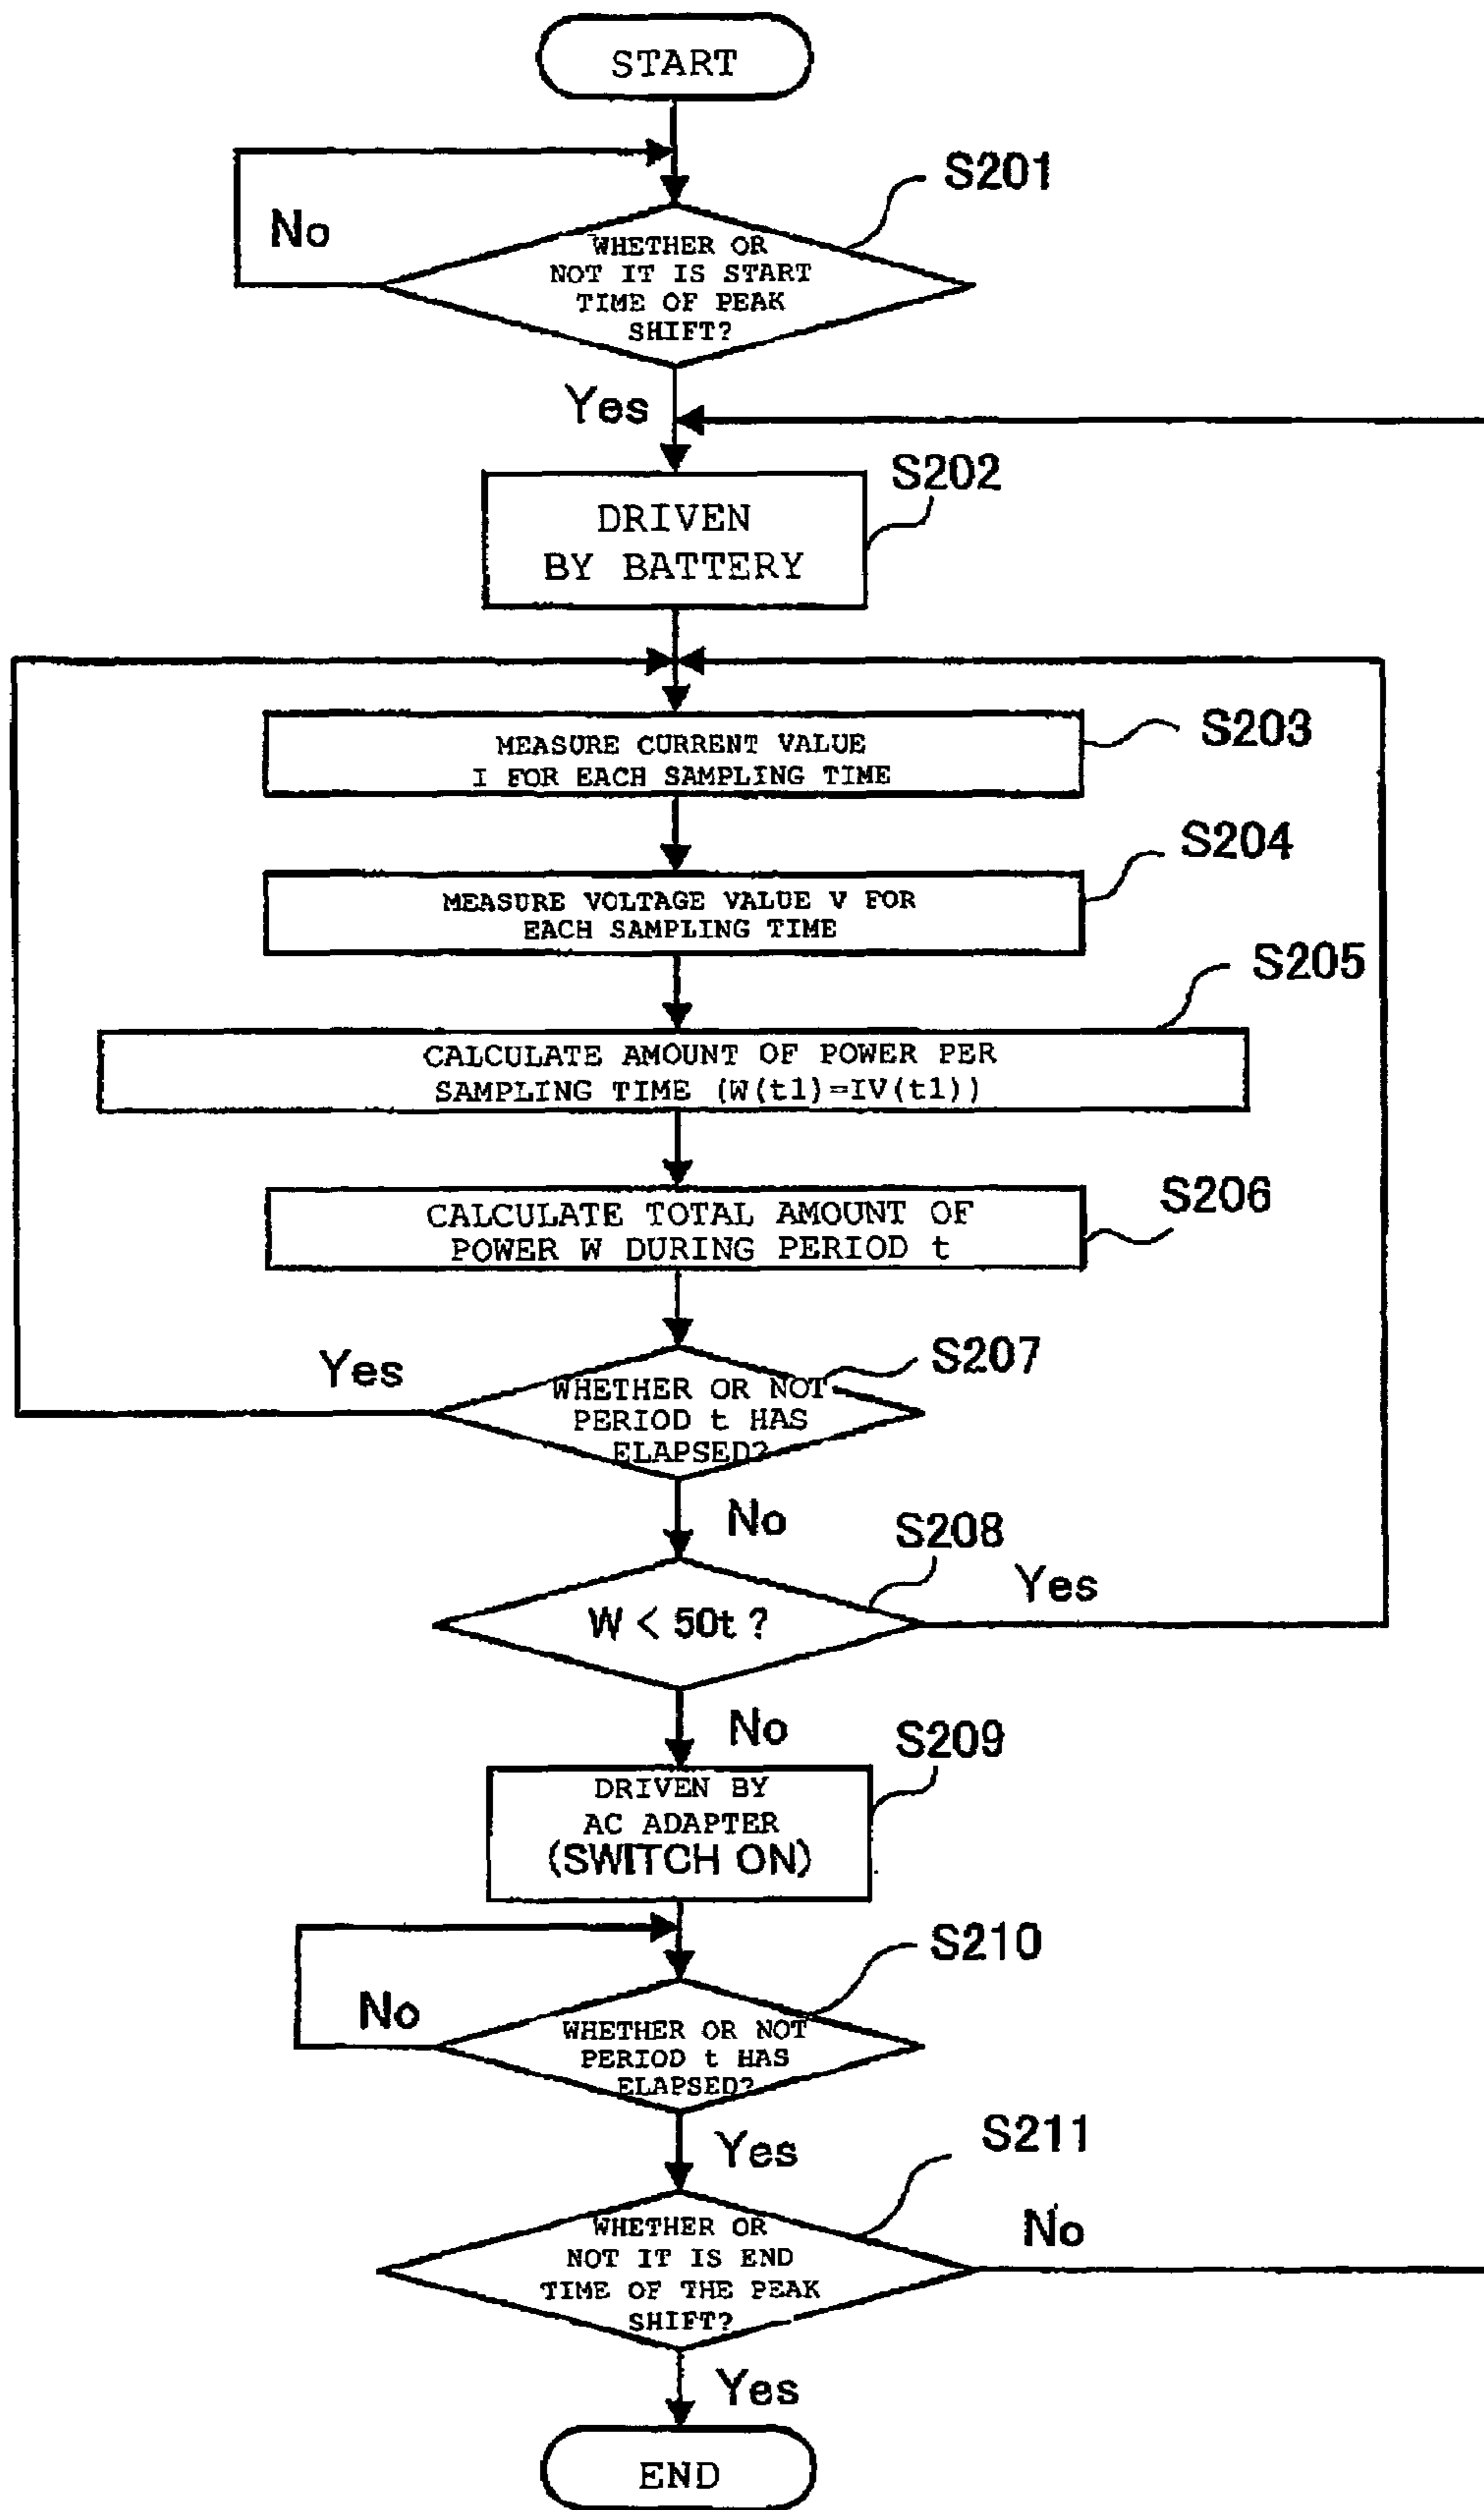 START
S201
No
WHETHER OR
NOT IT IS START
TIME OF PEAK
SHIFT?
Yes
S202
DRIVEN
BY BATTERY
S203
MEASURE CURRENT VALUE
I FOR EACH SAMPLING TIME
S204
MEASURE VOLTAGE VALUE V FOR
EACH SAMPLING TIME
S205
CALCULATE AMOUNT OF POWER PER
SAMPLING TIME (W(t1)=IV(t1))
S206
CALCULATE TOTAL AMOUNT OF
POWER W DURING PERIOD t
S207
Yes
WHETHER OR NOT
PERIOD t HAS
ELAPSED?
No
S208
Yes
W < 50t ?
No
S209
DRIVEN BY
AC ADAPTER
(SWITCH ON)
S210
No
WHETHER OR NOT
PERIOD t HAS
ELAPSED?
Yes
S211
No
WHETHER OR
NOT IT IS END
TIME OF THE PEAK
SHIFT?
Yes
END